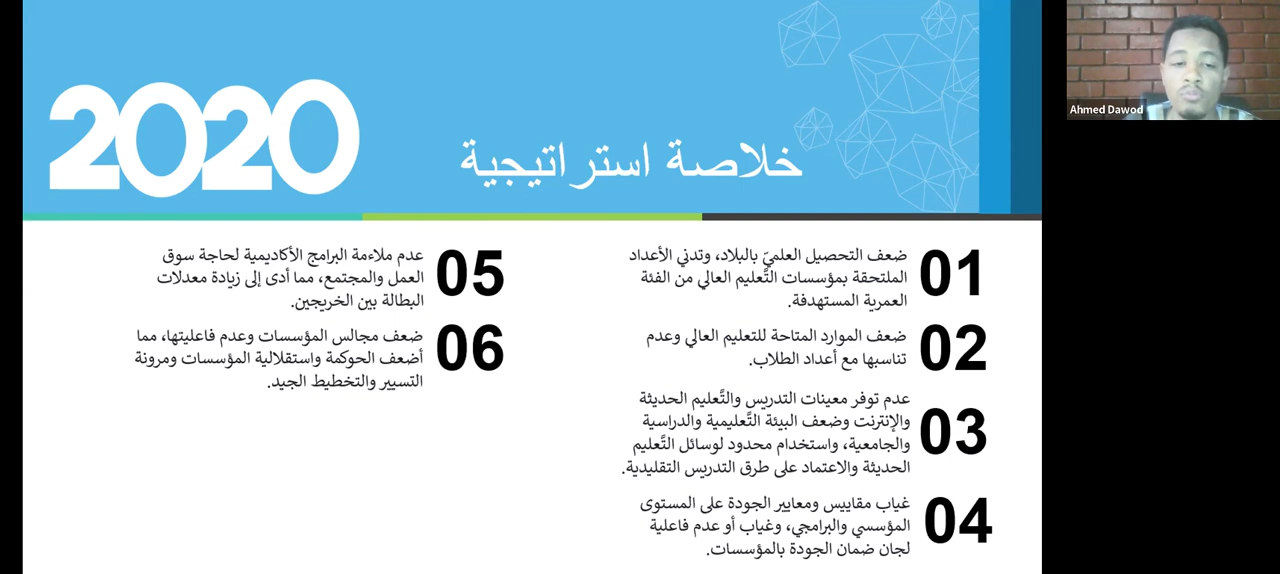 2020
خلاصة استراتيجية
01
ضعف التحصيل العلميّ بالبلاد، وتدني الأعداد
الملتحقة بمؤسسات التَّعليم العالي من الفئة
العمرية المستهدفة.
02
ضعف الموارد المتاحة للتعليم العالي وعدم
تناسبها مع أعداد الطلاب.
03
عدم توفر معينات التدريس والتَّعليم الحديثة
والإنترنت وضعف البيئة التَّعليمية والدراسية
والجامعية، واستخدام محدود لوسائل التَّعليم
الحديثة والاعتماد على طرق التدريس التقليدية.
04
غياب مقاييس ومعايير الجودة على المستوى
المؤسسي والبرامجي، وغياب أو عدم فاعلية
لجان ضمان الجودة بالمؤسسات.
05
عدم ملاءمة البرامج الأكاديمية لحاجة سوق
العمل والمجتمع، مما أدى إلى زيادة معدلات
البطالة بين الخريجين.
06
ضعف مجالس المؤسسات وعدم فاعليتها، مما
أضعف الحوكمة واستقلالية المؤسسات ومرونة
التسيير والتخطيط الجيد.
Ahmed Dawod